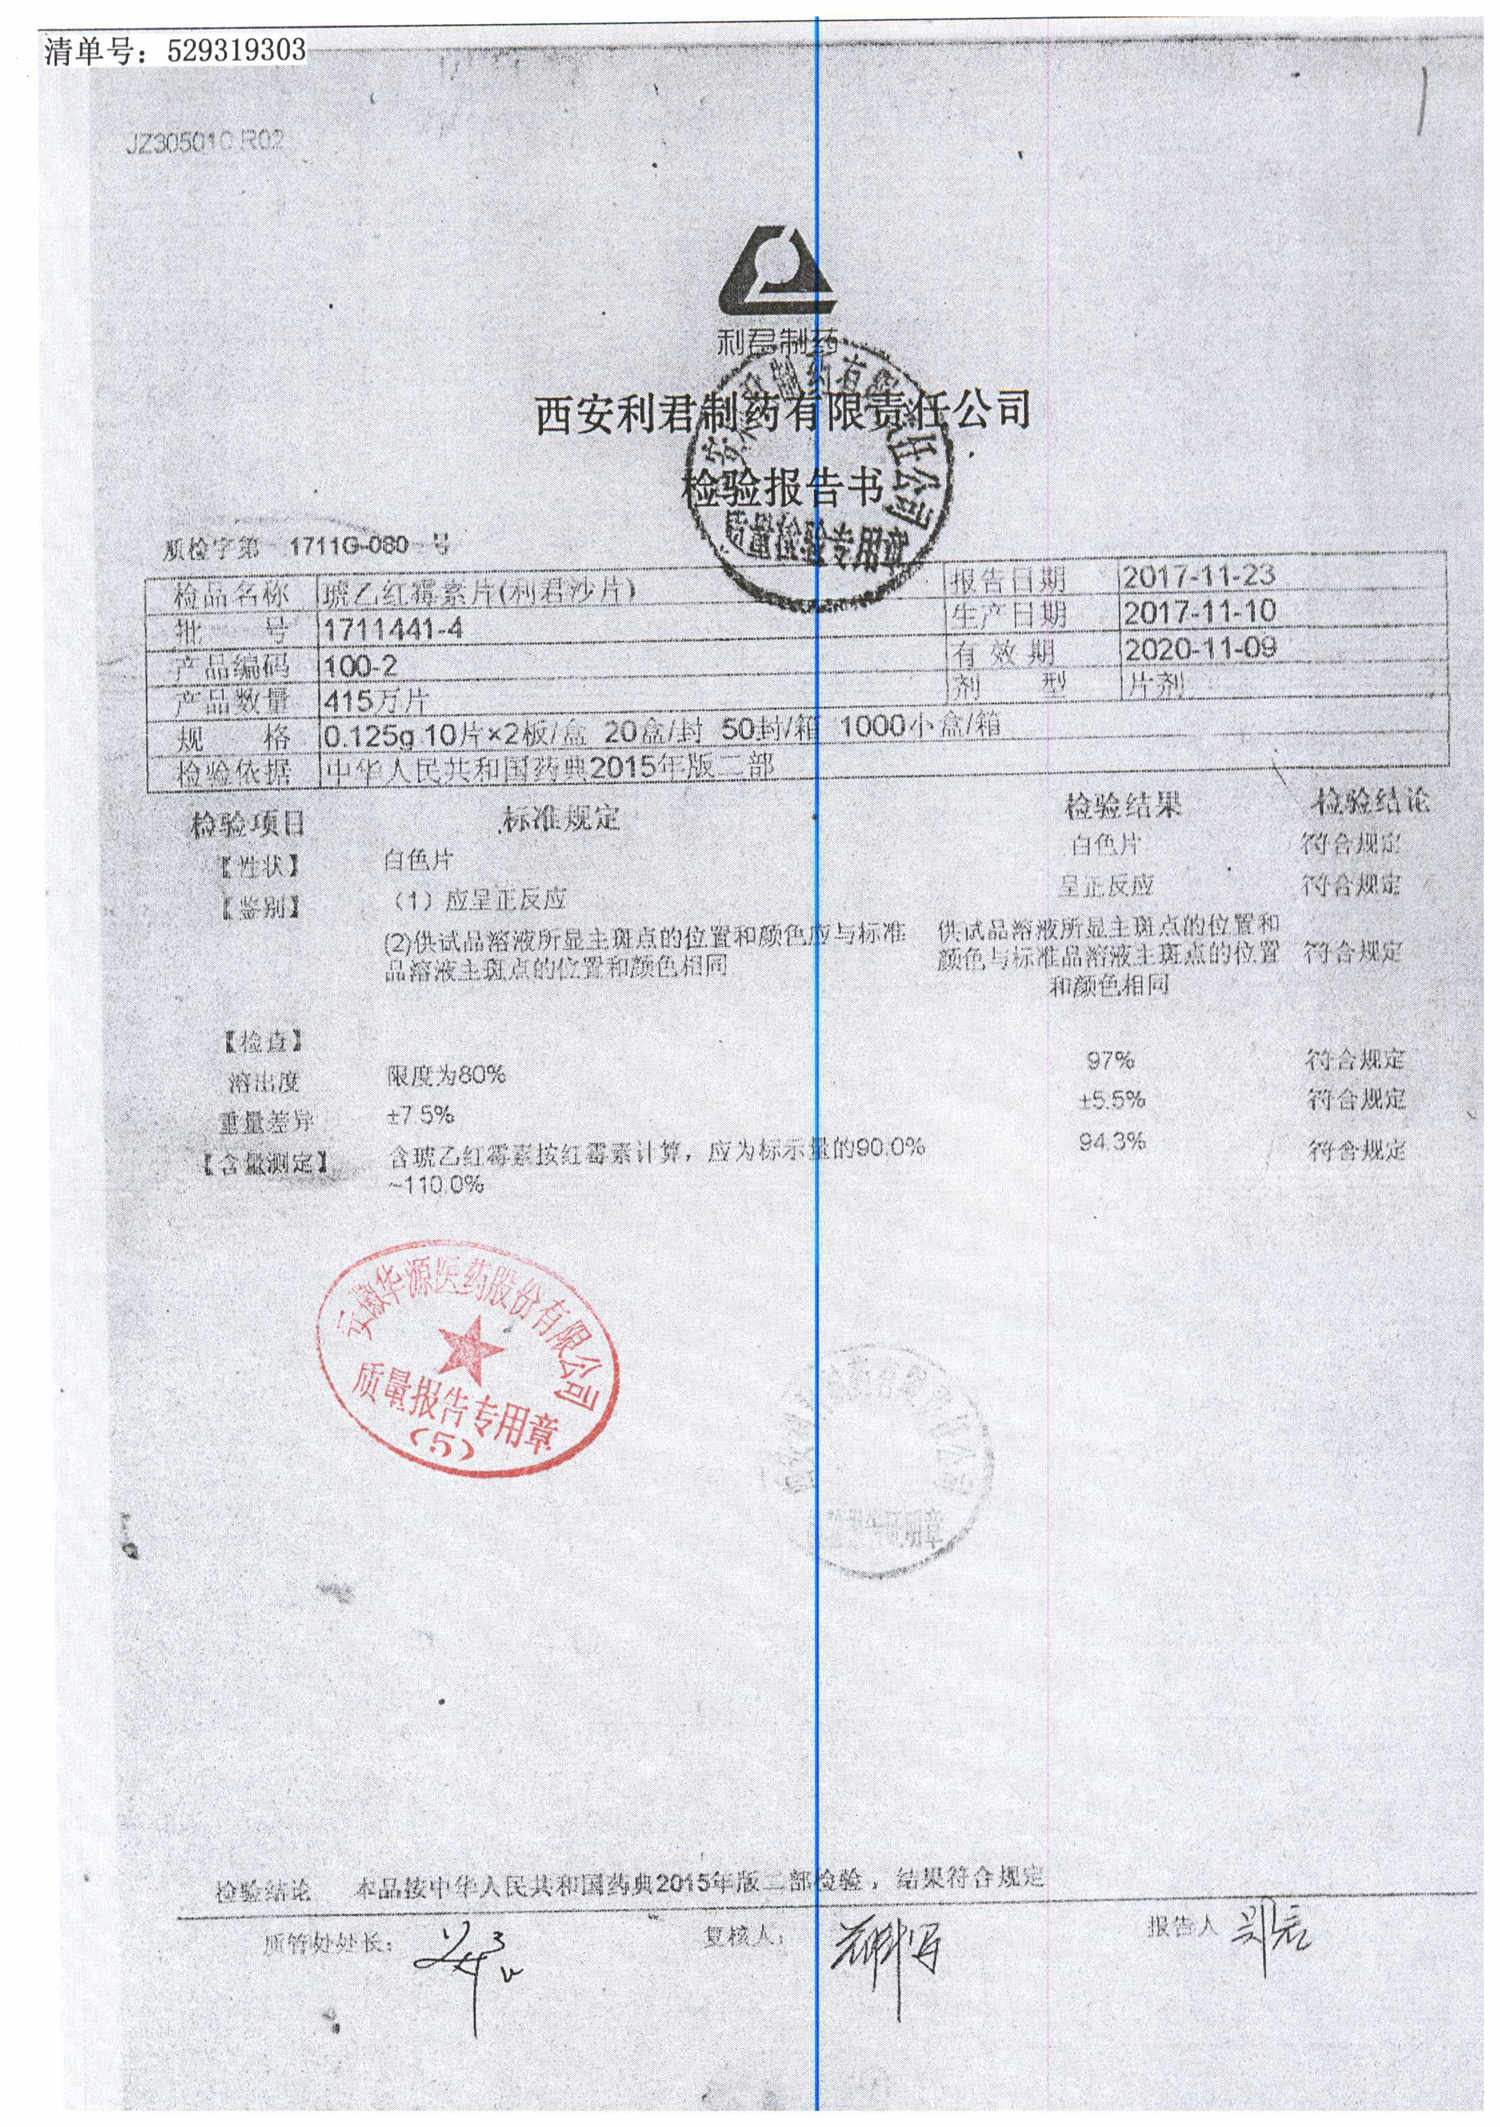 清单号：529319303
JZ305010 R02
利君制药
西安利君制药有限责任公司
检验报告书
质量检验专用章
质检字第 1711G-080 号
检品名称 琥乙红霉素片(利君沙片) 报告日期 2017-11-23
批 号 1711441-4 生产日期 2017-11-10
产品编码 100-2 有 效 期 2020-11-09
产品数量 415万片 剂 型 片剂
规 格 0.125g 10片×2板/盒 20盒/封 50封/箱 1000小盒/箱
检验依据 中华人民共和国药典2015年版二部
检验项目 标准规定 检验结果 检验结论
【性状】 白色片 白色片 符合规定
【鉴别】 （1）应呈正反应 呈正反应 符合规定
(2)供试品溶液所显主斑点的位置和颜色应与标准 供试品溶液所显主斑点的位置和
品溶液主斑点的位置和颜色相同 颜色与标准品溶液主斑点的位置 符合规定
和颜色相同
【检查】
溶出度 限度为80% 97% 符合规定
重量差异 ±7.5% ±5.5% 符合规定
【含量测定】 含琥乙红霉素按红霉素计算，应为标示量的90.0% 94.3% 符合规定
~110.0%
安徽华源医药股份有限公司
质量报告专用章
(5)
检验结论 本品按中华人民共和国药典2015年版二部检验，结果符合规定
质管处处长： 复核人： 报告人